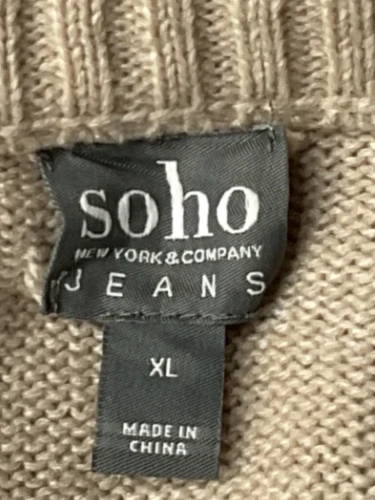 soho
NEW YORK & COMPANY
JEANS
XL
MADE IN
CHINA